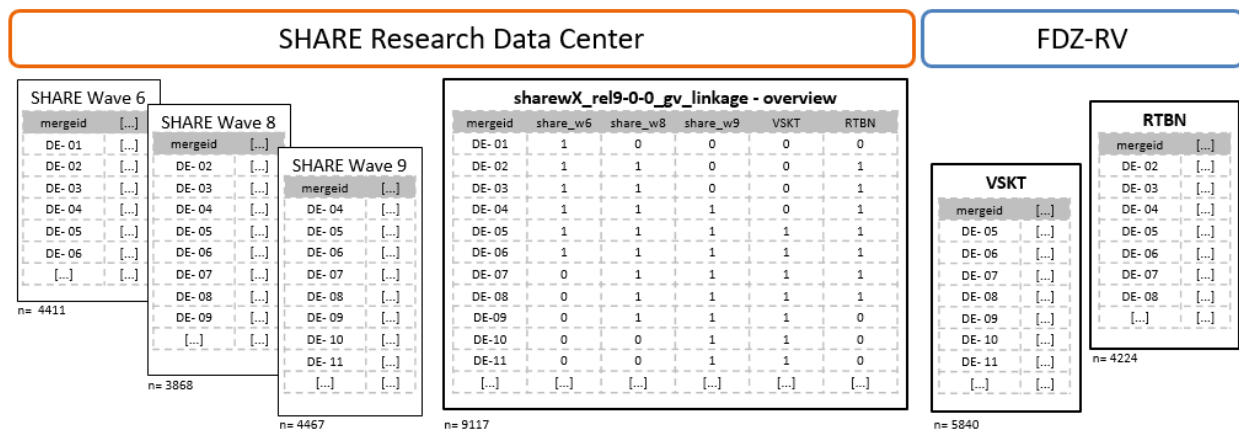 SHARE Research Data Center
FDZ-RV
SHARE Wave 6
mergeid [...]
DE- 01 [...]
DE- 02 [...]
DE- 03 [...]
DE- 04 [...]
DE- 05 [...]
DE- 06 [...]
[...] [...]
n= 4411
SHARE Wave 8
mergeid [...]
DE- 02 [...]
DE- 03 [...]
DE- 04 [...]
DE- 05 [...]
DE- 06 [...]
DE- 07 [...]
DE- 08 [...]
DE- 09 [...]
[...] [...]
n= 3868
SHARE Wave 9
mergeid [...]
DE- 04 [...]
DE- 05 [...]
DE- 06 [...]
DE- 07 [...]
DE- 08 [...]
DE- 09 [...]
DE- 10 [...]
DE- 11 [...]
[...] [...]
n= 4467
sharewX_rel9-0-0_gv_linkage - overview
mergeid share_w6 share_w8 share_w9 VSKT RTBN
DE- 01 1 0 0 0 0
DE- 02 1 1 0 0 1
DE- 03 1 1 0 0 1
DE- 04 1 1 1 0 1
DE- 05 1 1 1 1 1
DE- 06 1 1 1 1 1
DE- 07 0 1 1 1 1
DE- 08 0 1 1 1 1
DE-09 0 1 1 1 0
DE-10 0 0 1 1 0
DE-11 0 0 1 1 0
[...] [...] [...] [...] [...] [...]
n= 9117
VSKT
mergeid [...]
DE- 05 [...]
DE- 06 [...]
DE- 07 [...]
DE- 08 [...]
DE- 09 [...]
DE- 10 [...]
DE- 11 [...]
[...] [...]
n= 5840
RTBN
mergeid [...]
DE- 02 [...]
DE- 03 [...]
DE- 04 [...]
DE- 05 [...]
DE- 06 [...]
DE- 07 [...]
DE- 08 [...]
[...] [...]
n= 4224